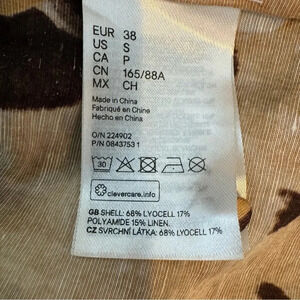 EUR 38
US S
CA P
CN 165/88A
MX CH
Made in China
Fabriqué en Chine
Hecho en China
O/N 224902
P/N 0843753 1
30
clevercare.info
GB SHELL: 68% LYOCELL 17%
POLYAMIDE 15% LINEN.
CZ SVRCHNÍ LÁTKA: 68% LYOCELL 17%